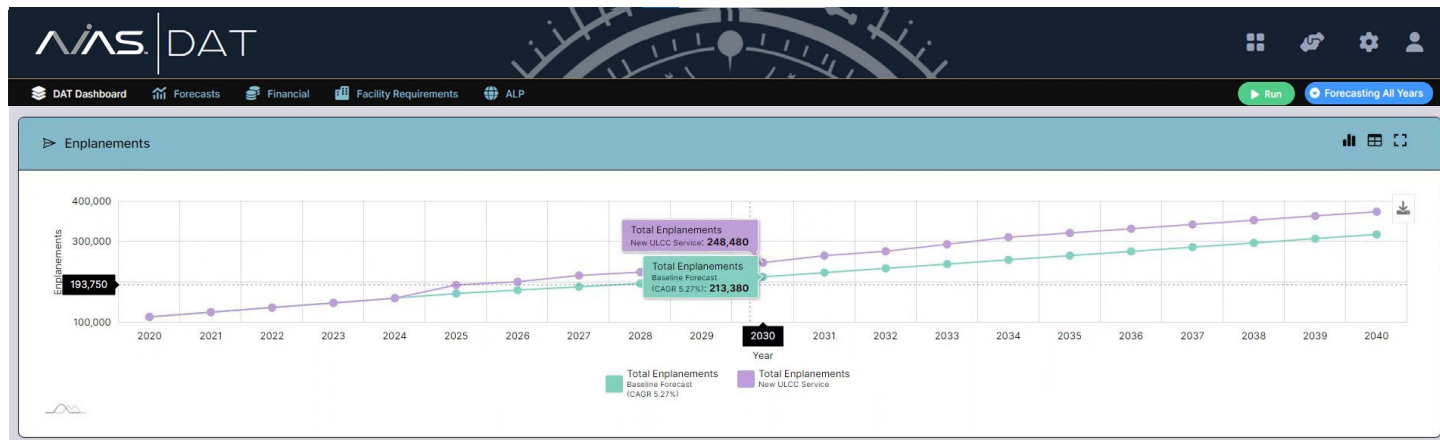 AIAS. DAT
DAT Dashboard Forecasts Financial Facility Requirements ALP Run Forecasting All Years
Enplanements
400,000
300,000
193,750
100,000
Enplanements
Total Enplanements
New ULCC Service: 248,480
Total Enplanements
Baseline Forecast
(CAGR 5.27%): 213,380
2020 2021 2022 2023 2024 2025 2026 2027 2028 2029 2030 2031 2032 2033 2034 2035 2036 2037 2038 2039 2040
Year
Total Enplanements
Baseline Forecast
(CAGR 5.27%)
Total Enplanements
New ULCC Service